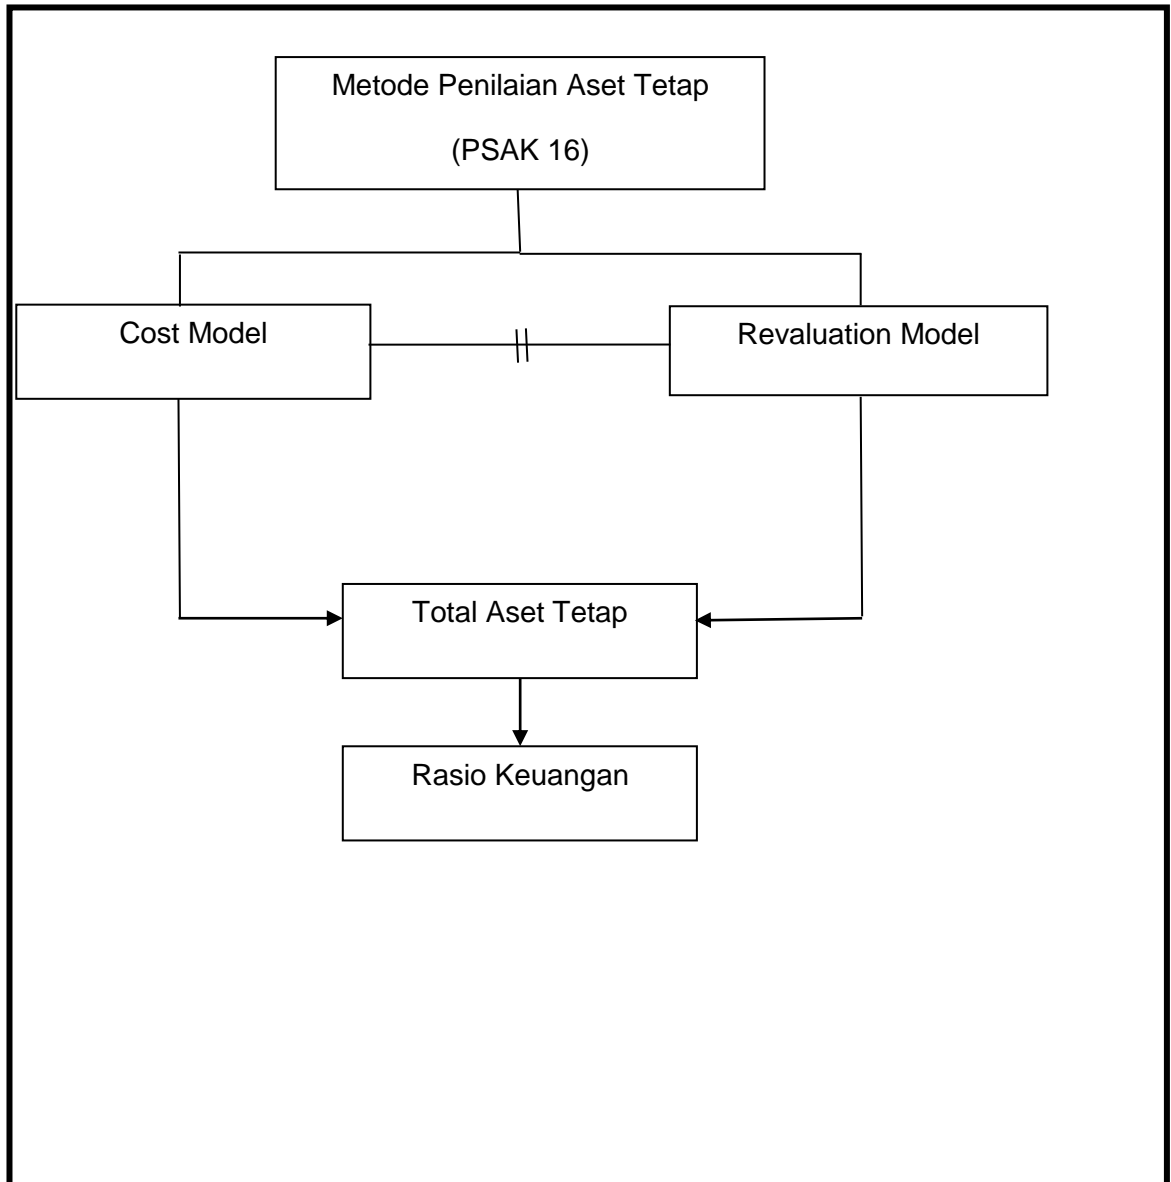 Metode Penilaian Aset Tetap
(PSAK 16)
Cost Model
Revaluation Model
Total Aset Tetap
Rasio Keuangan